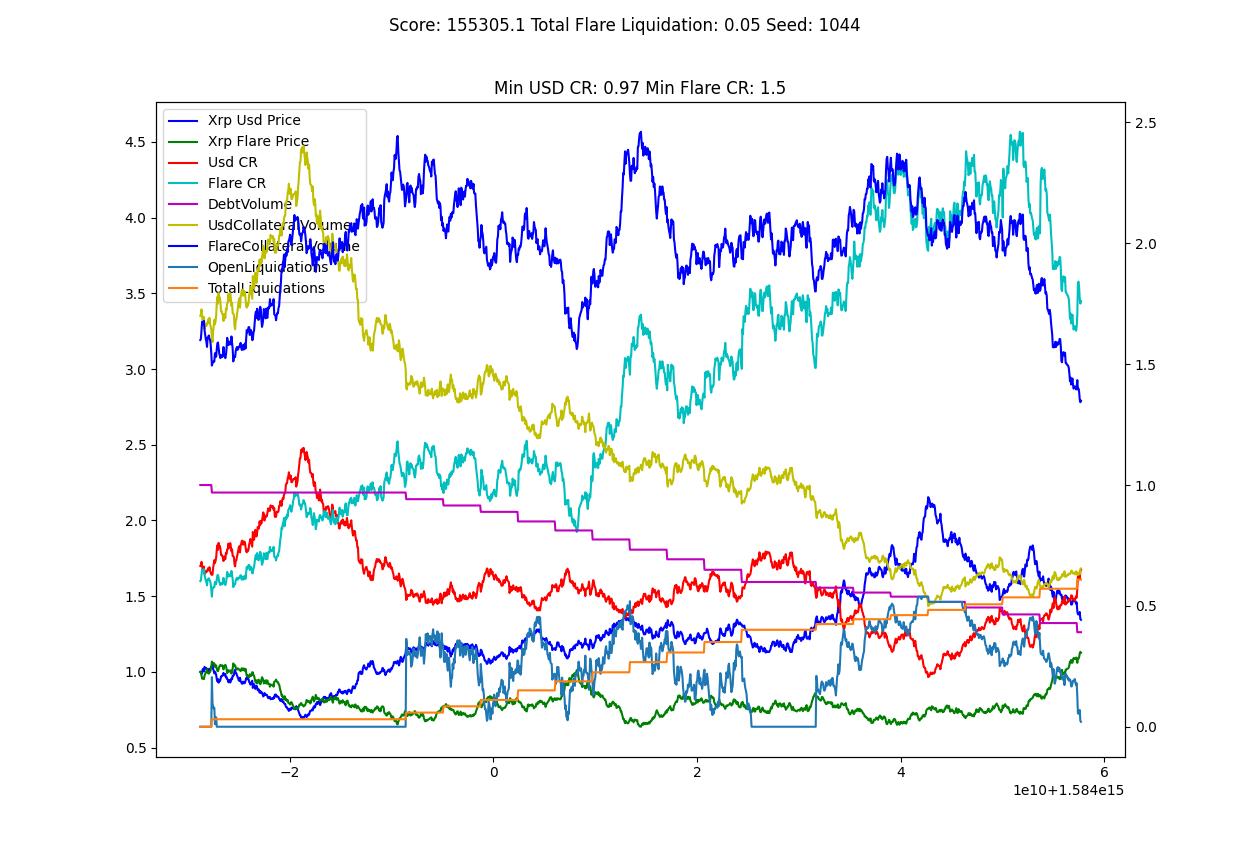 Score: 155305.1 Total Flare Liquidation: 0.05 Seed: 1044
Min USD CR: 0.97 Min Flare CR: 1.5
Xrp Usd Price
Xrp Flare Price
Usd CR
Flare CR
DebtVolume
UsdCollateralVolume
FlareCollateralVolume
OpenLiquidations
TotalLiquidations
4.5
4.0
3.5
3.0
2.5
2.0
1.5
1.0
0.5
2.5
2.0
1.5
1.0
0.5
0.0
−2
0
2
4
6
1e10+1.584e15